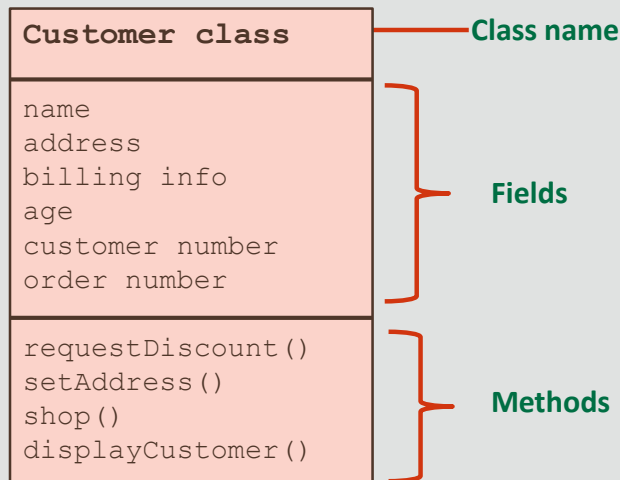 Customer class
Class name
name
address
billing info
age
customer number
order number
Fields
requestDiscount()
setAddress()
shop()
displayCustomer()
Methods